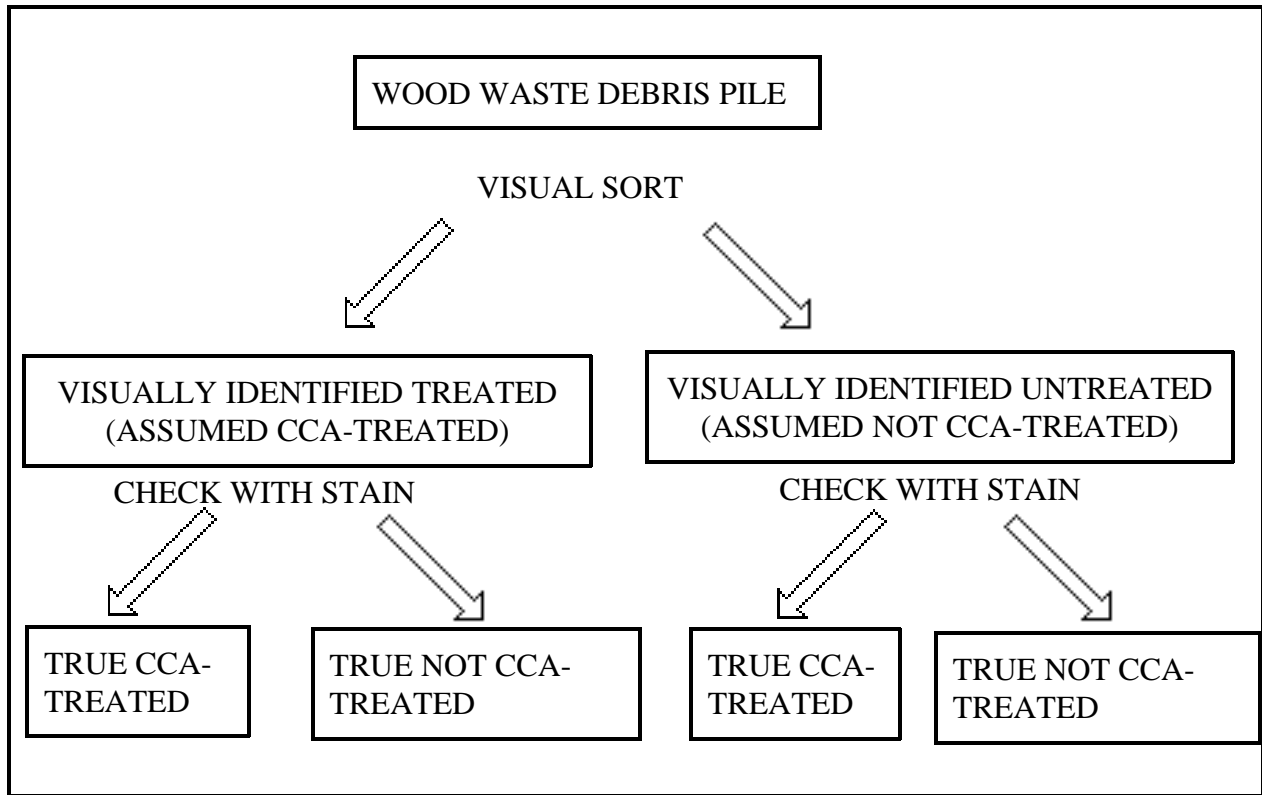 WOOD WASTE DEBRIS PILE
VISUAL SORT
VISUALLY IDENTIFIED TREATED
(ASSUMED CCA-TREATED)
VISUALLY IDENTIFIED UNTREATED
(ASSUMED NOT CCA-TREATED)
CHECK WITH STAIN
CHECK WITH STAIN
TRUE CCA-
TREATED
TRUE NOT CCA-
TREATED
TRUE CCA-
TREATED
TRUE NOT CCA-
TREATED